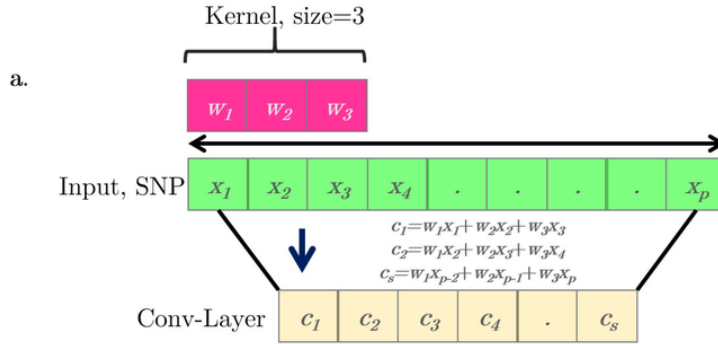 Kernel, size=3
a.
w₁ w₂ w₃
Input, SNP x₁ x₂ x₃ x₄ . . . . xₚ
c₁=w₁x₁+w₂x₂+w₃x₃
c₂=w₁x₂+w₂x₃+w₃x₄
cₛ=w₁xₚ₋₂+w₂xₚ₋₁+w₃xₚ
Conv-Layer c₁ c₂ c₃ c₄ . cₛ